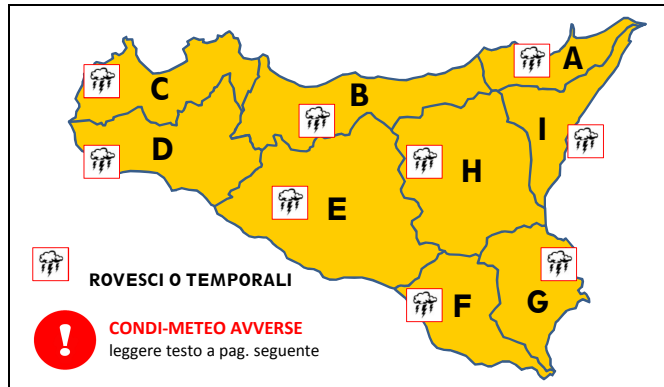 A
B
C
I
D
H
E
ROVESCI O TEMPORALI
F
G
!
CONDI-METEO AVVERSE
leggere testo a pag. seguente